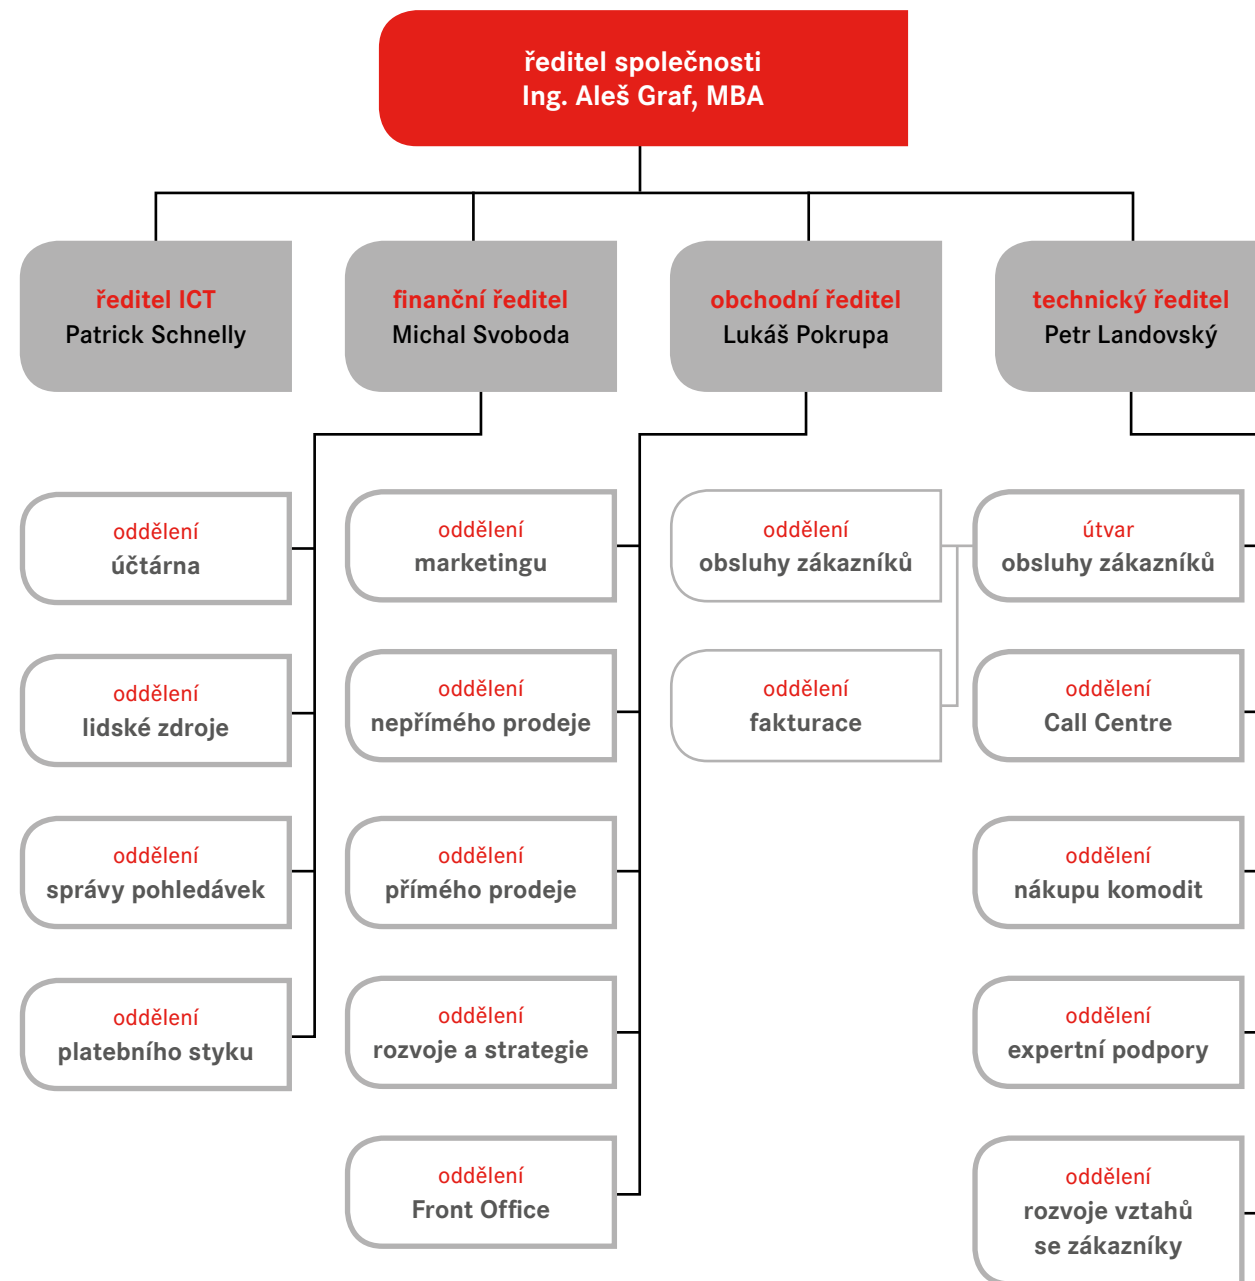 ředitel společnosti
Ing. Aleš Graf, MBA
ředitel ICT
Patrick Schnelly
finanční ředitel
Michal Svoboda
obchodní ředitel
Lukáš Pokrupa
technický ředitel
Petr Landovský
oddělení
účtárna
oddělení
marketingu
oddělení
obsluhy zákazníků
útvar
obsluhy zákazníků
oddělení
lidské zdroje
oddělení
nepřímého prodeje
oddělení
fakturace
oddělení
Call Centre
oddělení
správy pohledávek
oddělení
přímého prodeje
oddělení
nákupu komodit
oddělení
platebního styku
oddělení
rozvoje a strategie
oddělení
expertní podpory
oddělení
Front Office
oddělení
rozvoje vztahů
se zákazníky